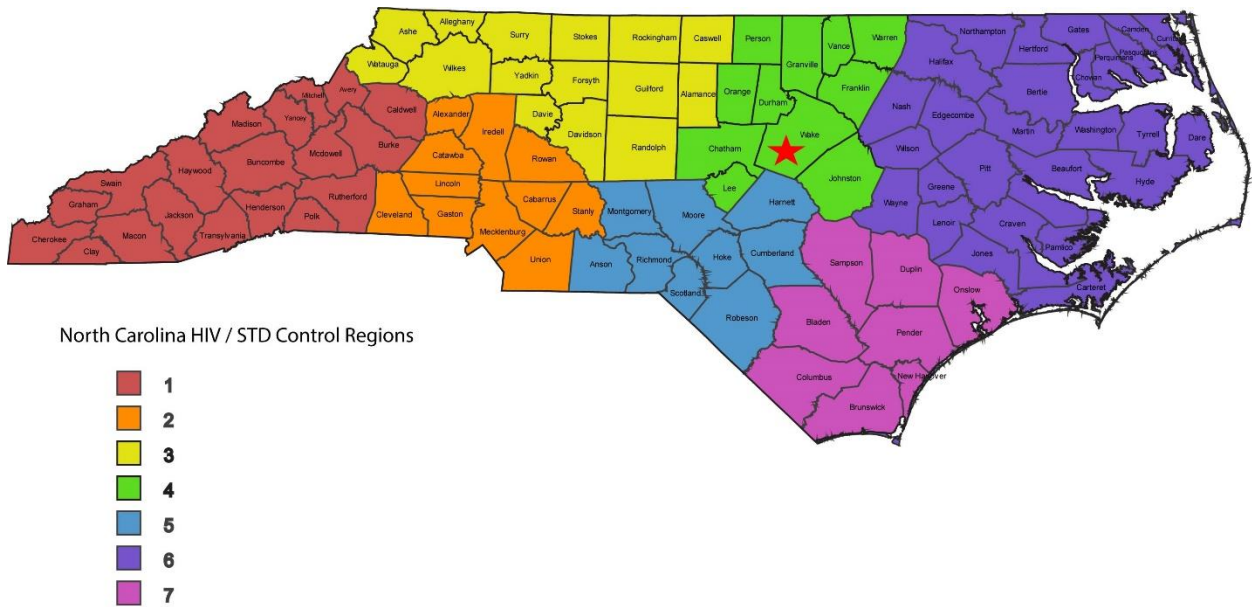 Alleghany
Ashe
Surry
Stokes
Rockingham
Caswell
Person
Vance
Warren
Granville
Northampton
Gates
Camden
Hertford
Halifax
Pasquotank
Perquimans
Chowan
Watauga
Wilkes
Yadkin
Forsyth
Guilford
Alamance
Orange
Durham
Franklin
Nash
Edgecombe
Bertie
Mitchell
Avery
Yancey
Caldwell
Alexander
Iredell
Davie
Davidson
Randolph
Chatham
Wake
Wilson
Martin
Washington
Tyrrell
Dare
Madison
Burke
Buncombe
Mcdowell
Catawba
Rowan
Haywood
Swain
Graham
Lincoln
Lee
Johnston
Greene
Pitt
Beaufort
Hyde
Jackson
Henderson
Rutherford
Polk
Cleveland
Gaston
Cabarrus
Stanly
Montgomery
Moore
Harnett
Wayne
Lenoir
Craven
Pamlico
Cherokee
Macon
Clay
Transylvania
Mecklenburg
Union
Anson
Richmond
Hoke
Cumberland
Sampson
Duplin
Jones
Carteret
Onslow
Scotland
Robeson
Bladen
Pender
Columbus
New Hanover
Brunswick
North Carolina HIV / STD Control Regions
1
2
3
4
5
6
7